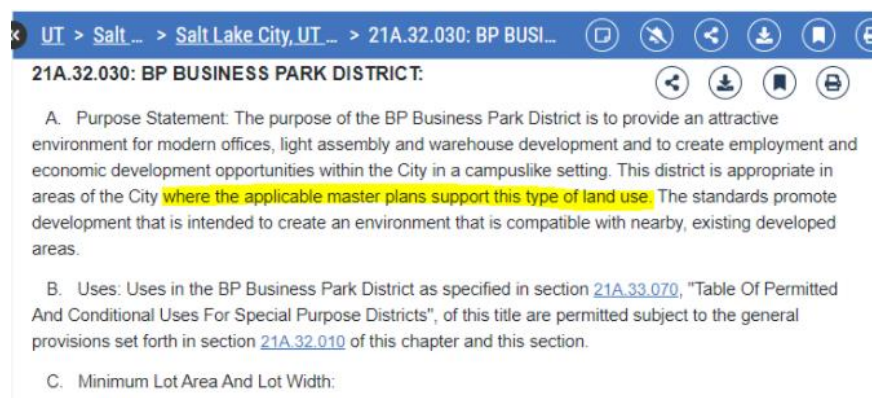 « UT > Salt ... > Salt Lake City, UT ... > 21A.32.030: BP BUSI...
21A.32.030: BP BUSINESS PARK DISTRICT:
A. Purpose Statement: The purpose of the BP Business Park District is to provide an attractive
environment for modern offices, light assembly and warehouse development and to create employment and
economic development opportunities within the City in a campuslike setting. This district is appropriate in
areas of the City where the applicable master plans support this type of land use. The standards promote
development that is intended to create an environment that is compatible with nearby, existing developed
areas.
B. Uses: Uses in the BP Business Park District as specified in section 21A.33.070, "Table Of Permitted
And Conditional Uses For Special Purpose Districts", of this title are permitted subject to the general
provisions set forth in section 21A.32.010 of this chapter and this section.
C. Minimum Lot Area And Lot Width: